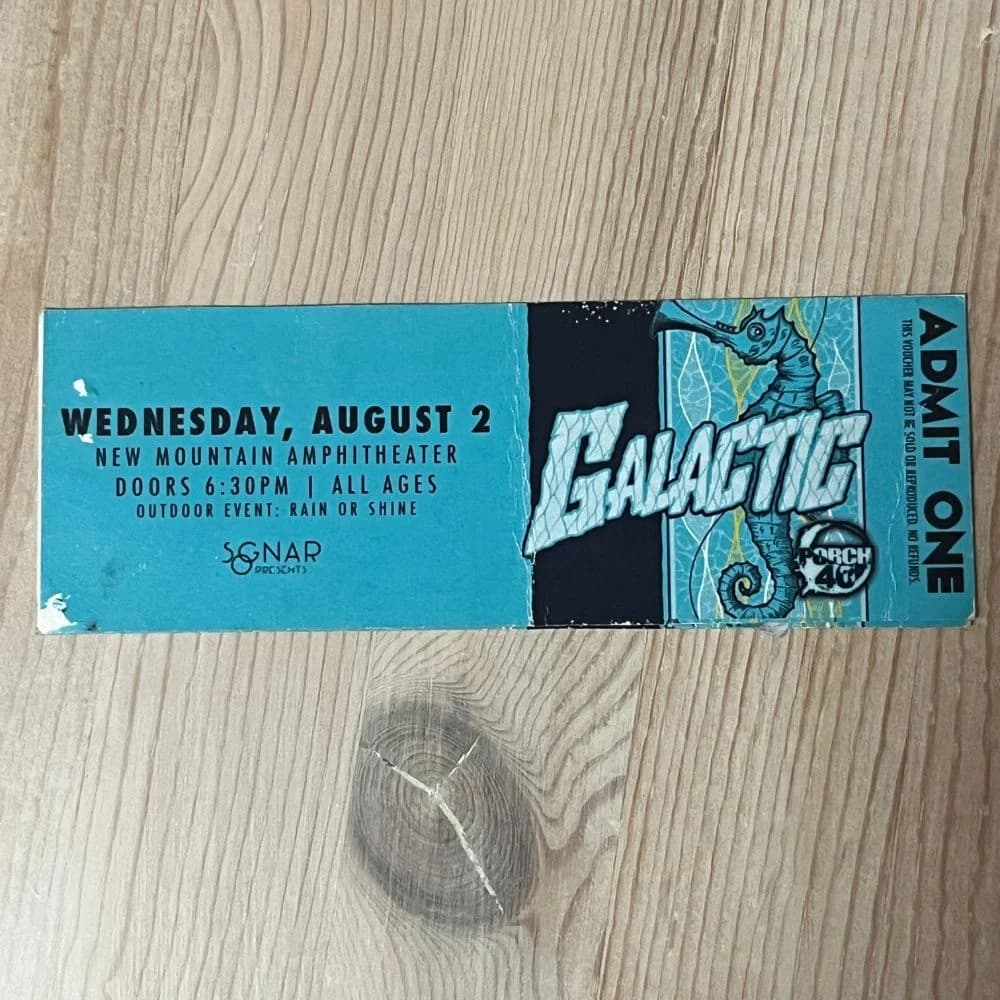 WEDNESDAY, AUGUST 2
NEW MOUNTAIN AMPHITHEATER
DOORS 6:30PM | ALL AGES
OUTDOOR EVENT: RAIN OR SHINE
SOGNAR
PRESENTS
GALACTIC
PORCH
40
ADMIT ONE
THIS VOUCHER MAY NOT BE SOLD OR REPRODUCED. NO REFUNDS.